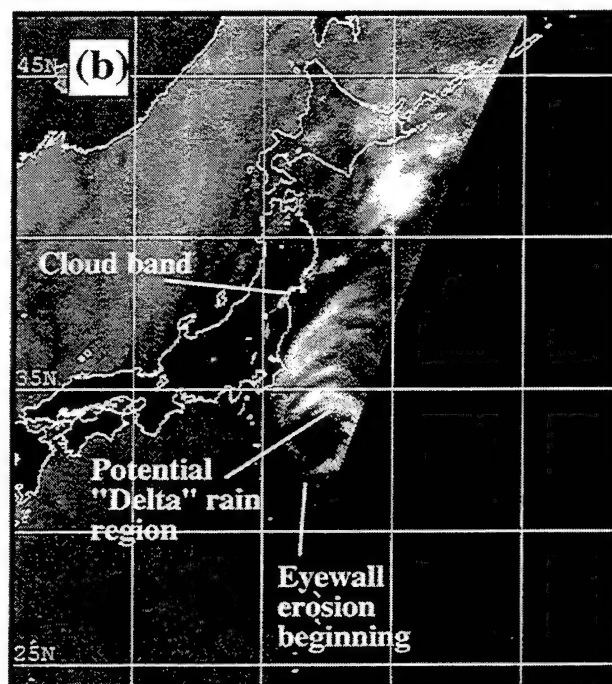 45N
(b)
Cloud band
35N
Potential
"Delta" rain
region
Eyewall
erosion
beginning
25N